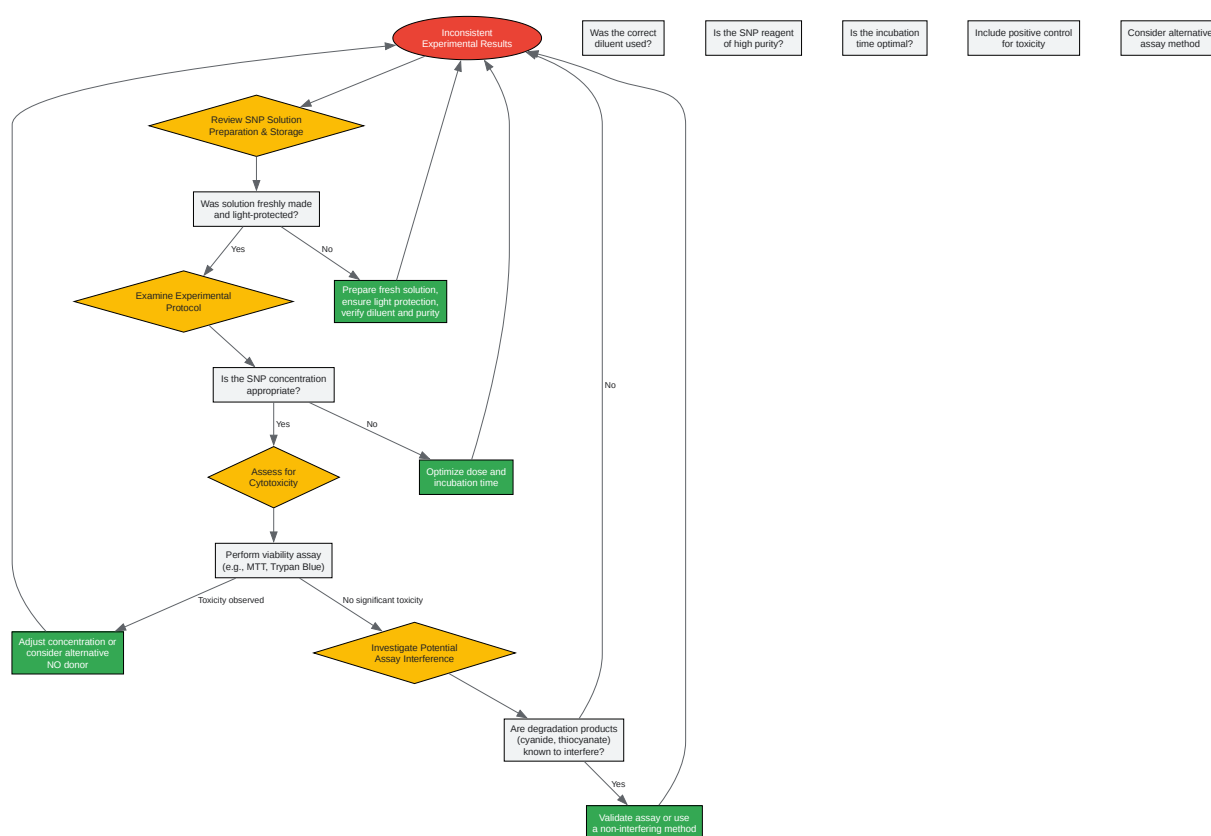 Inconsistent
Experimental Results
Was the correct
diluent used?
Is the SNP reagent
of high purity?
Is the incubation
time optimal?
Include positive control
for toxicity
Consider alternative
assay method
Review SNP Solution
Preparation & Storage
Was solution freshly made
and light-protected?
Yes
No
Examine Experimental
Protocol
Prepare fresh solution,
ensure light protection,
verify diluent and purity
Is the SNP concentration
appropriate?
No
Yes
No
Assess for
Cytotoxicity
Optimize dose and
incubation time
Perform viability assay
(e.g., MTT, Trypan Blue)
Toxicity observed
No significant toxicity
Adjust concentration or
consider alternative
NO donor
Investigate Potential
Assay Interference
Are degradation products
(cyanide, thiocyanate)
known to interfere?
Yes
Validate assay or use
a non-interfering method